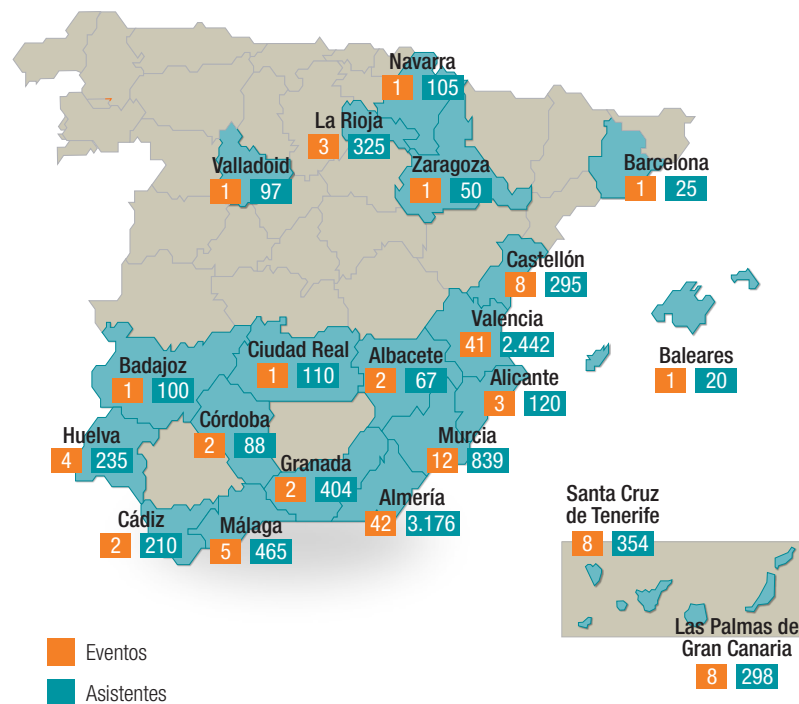 Navarra
1 105
La Rioja
3 325
Valladoid
1 97
Zaragoza
1 50
Barcelona
1 25
Castellón
8 295
Valencia
41 2.442
Baleares
1 20
Badajoz
1 100
Ciudad Real
1 110
Albacete
2 67
Alicante
3 120
Huelva
4 235
Córdoba
2 88
Granada
2 404
Murcia
12 839
Cádiz
2 210
Málaga
5 465
Almería
42 3.176
Santa Cruz
de Tenerife
8 354
Las Palmas de
Gran Canaria
8 298
Eventos
Asistentes